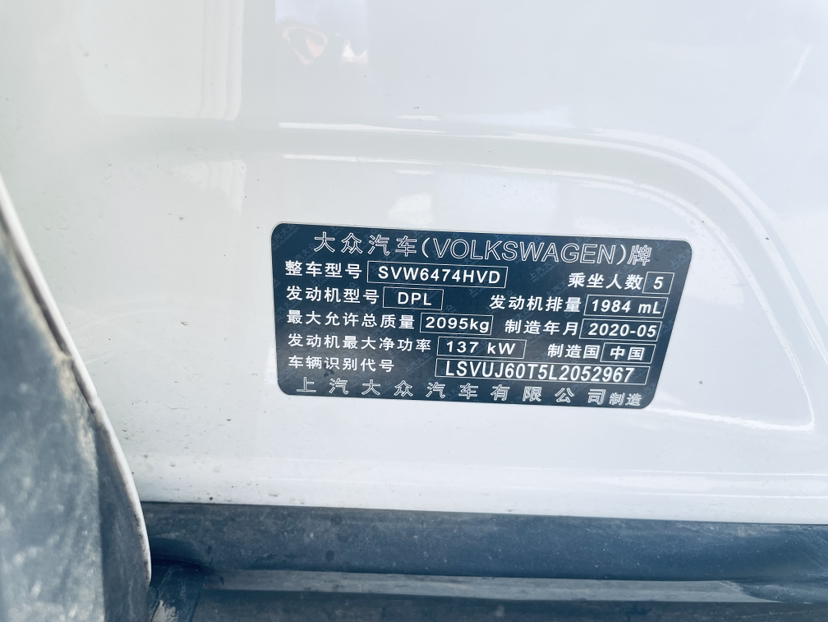 大众汽车(VOLKSWAGEN)牌
整车型号 SVW6474HVD 乘坐人数 5
发动机型号 DPL 发动机排量 1984 mL
最大允许总质量 2095kg 制造年月 2020-05
发动机最大净功率 137 kW 制造国 中国
车辆识别代号 LSVUJ60T5L2052967
上汽大众汽车有限公司制造